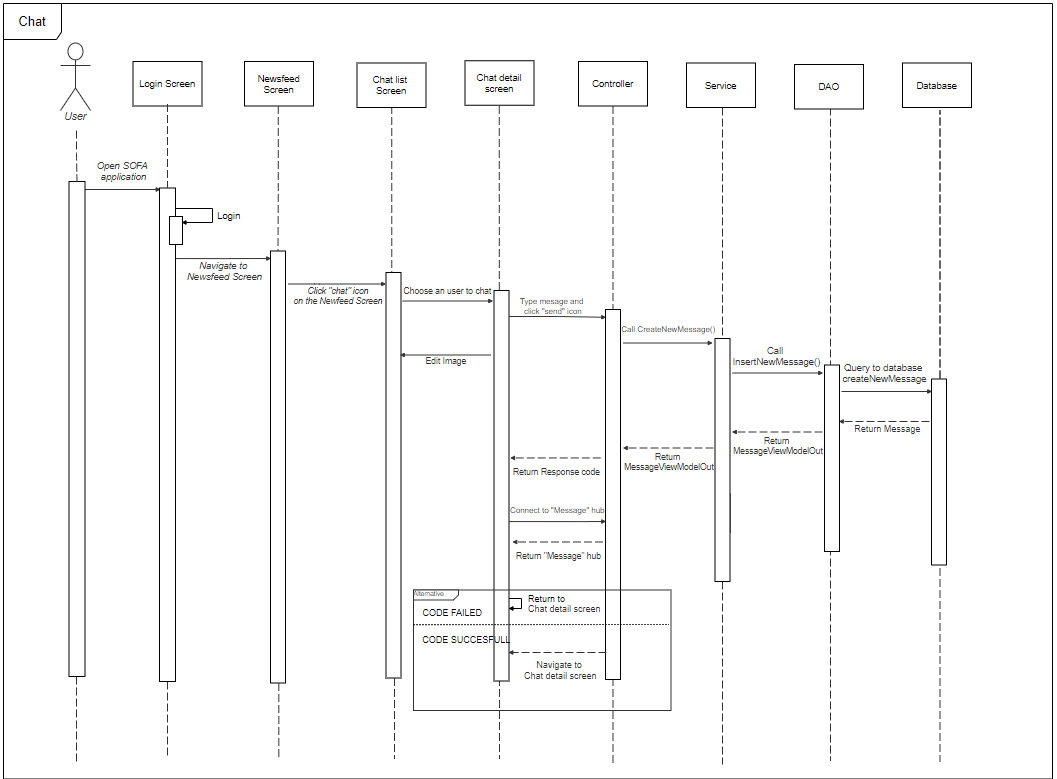 Chat
User
Login Screen
Newsfeed
Screen
Chat list
Screen
Chat detail
screen
Controller
Service
DAO
Database
Open SOFA
application
Login
Navigate to
Newsfeed Screen
Click "chat" icon
on the Newfeed Screen
Choose an user to chat
Type mesage and
click "send" icon
Call CreateNewMessage()
Call
InsertNewMessage()
Query to database
createNewMessage
Edit Image
Return Message
Return
MessageViewModelOut
Return
MessageViewModelOut
Return Response code
Connect to "Message" hub
Return "Message" hub
Alternative
Return to
Chat detail screen
CODE FAILED
CODE SUCCESFULL
Navigate to
Chat detail screen